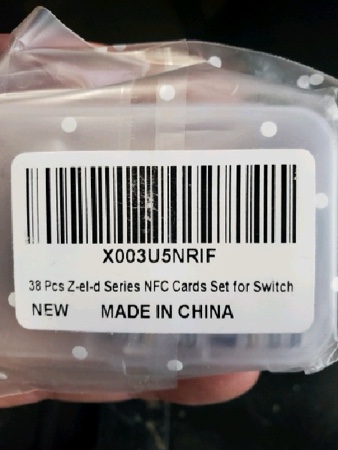 X003U5NRIF
38 Pcs Z-el-d Series NFC Cards Set for Switch
NEW MADE IN CHINA